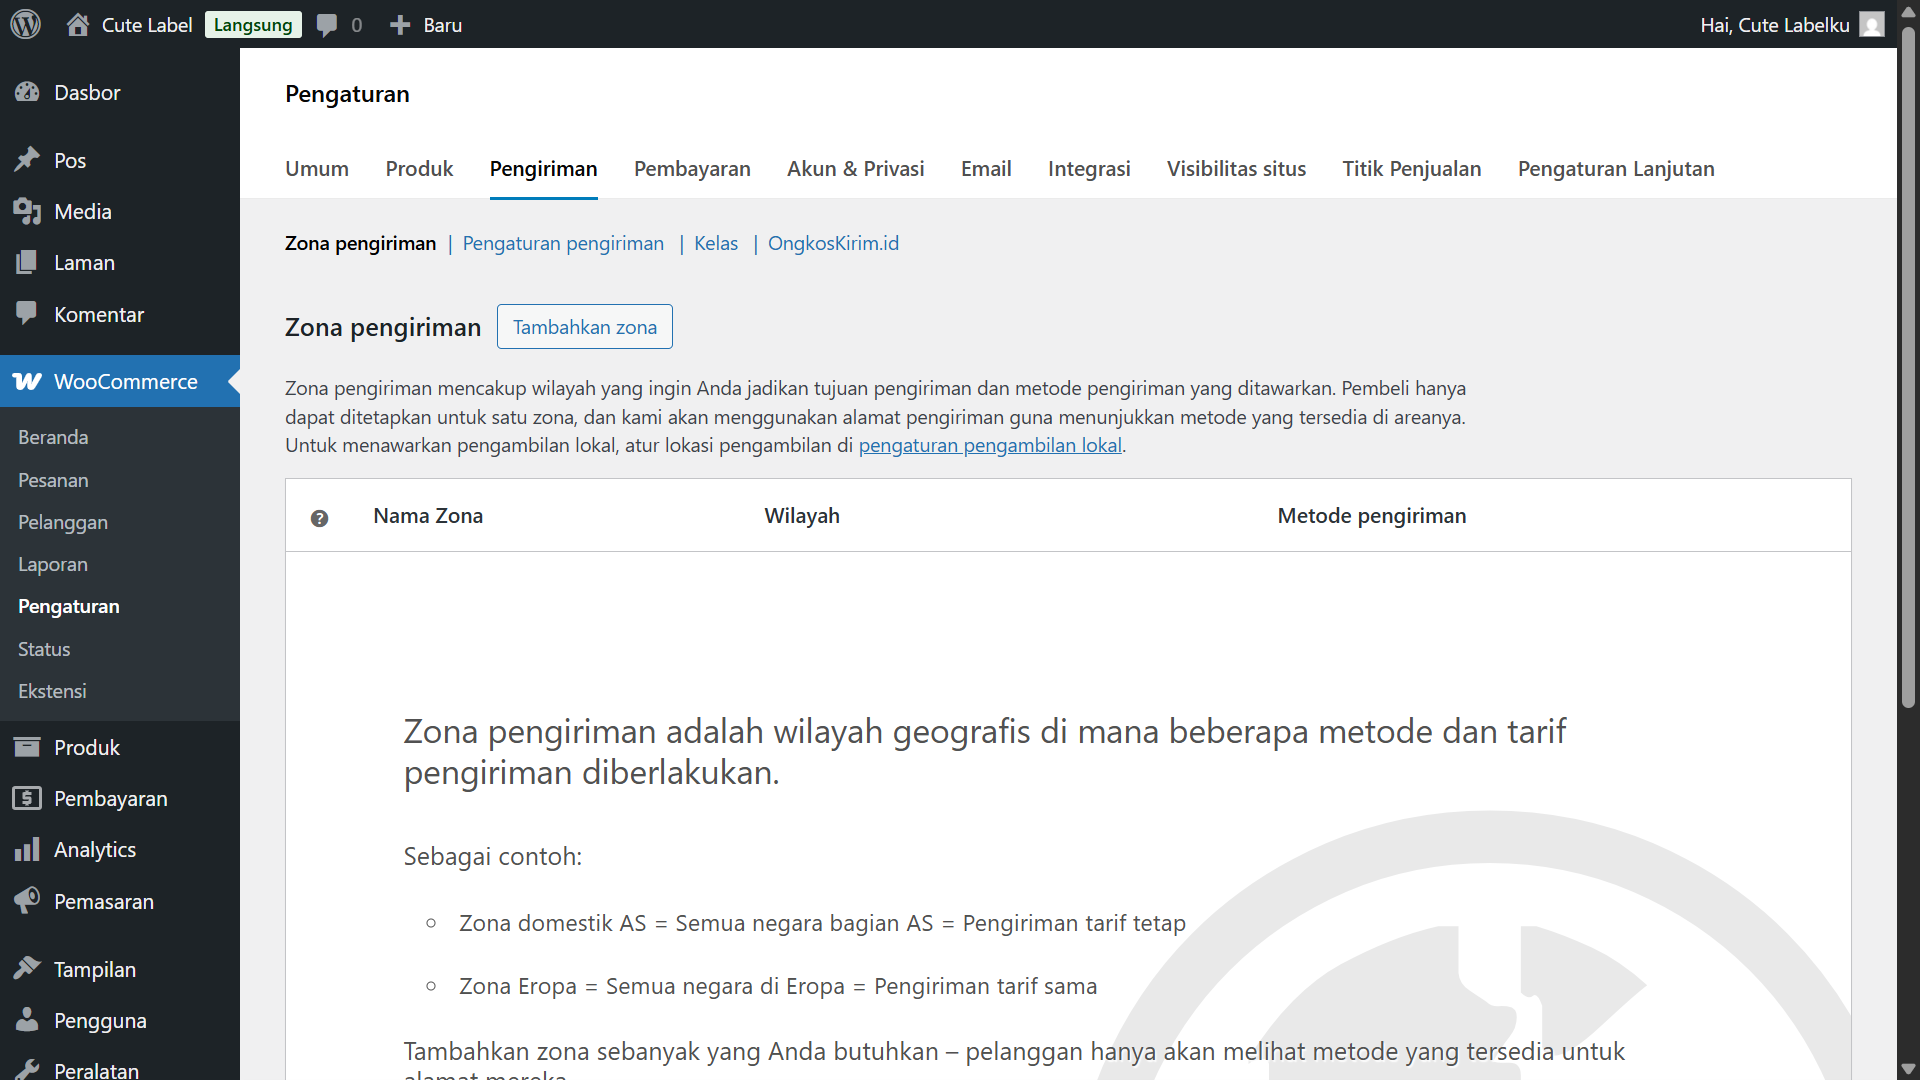 Cute Label Langsung 0 Baru Hai, Cute Labelku
Dasbor
Pos
Media
Laman
Komentar
WooCommerce
Beranda
Pesanan
Pelanggan
Laporan
Pengaturan
Status
Ekstensi
Produk
Pembayaran
Analytics
Pemasaran
Tampilan
Pengguna
Peralatan
Pengaturan
Umum Produk Pengiriman Pembayaran Akun & Privasi Email Integrasi Visibilitas situs Titik Penjualan Pengaturan Lanjutan
Zona pengiriman | Pengaturan pengiriman | Kelas | OngkosKirim.id
Zona pengiriman Tambahkan zona
Zona pengiriman mencakup wilayah yang ingin Anda jadikan tujuan pengiriman dan metode pengiriman yang ditawarkan. Pembeli hanya
dapat ditetapkan untuk satu zona, dan kami akan menggunakan alamat pengiriman guna menunjukkan metode yang tersedia di areanya.
Untuk menawarkan pengambilan lokal, atur lokasi pengambilan di pengaturan pengambilan lokal.
? Nama Zona Wilayah Metode pengiriman
Zona pengiriman adalah wilayah geografis di mana beberapa metode dan tarif
pengiriman diberlakukan.
Sebagai contoh:
Zona domestik AS = Semua negara bagian AS = Pengiriman tarif tetap
Zona Eropa = Semua negara di Eropa = Pengiriman tarif sama
Tambahkan zona sebanyak yang Anda butuhkan – pelanggan hanya akan melihat metode yang tersedia untuk
alamat mereka